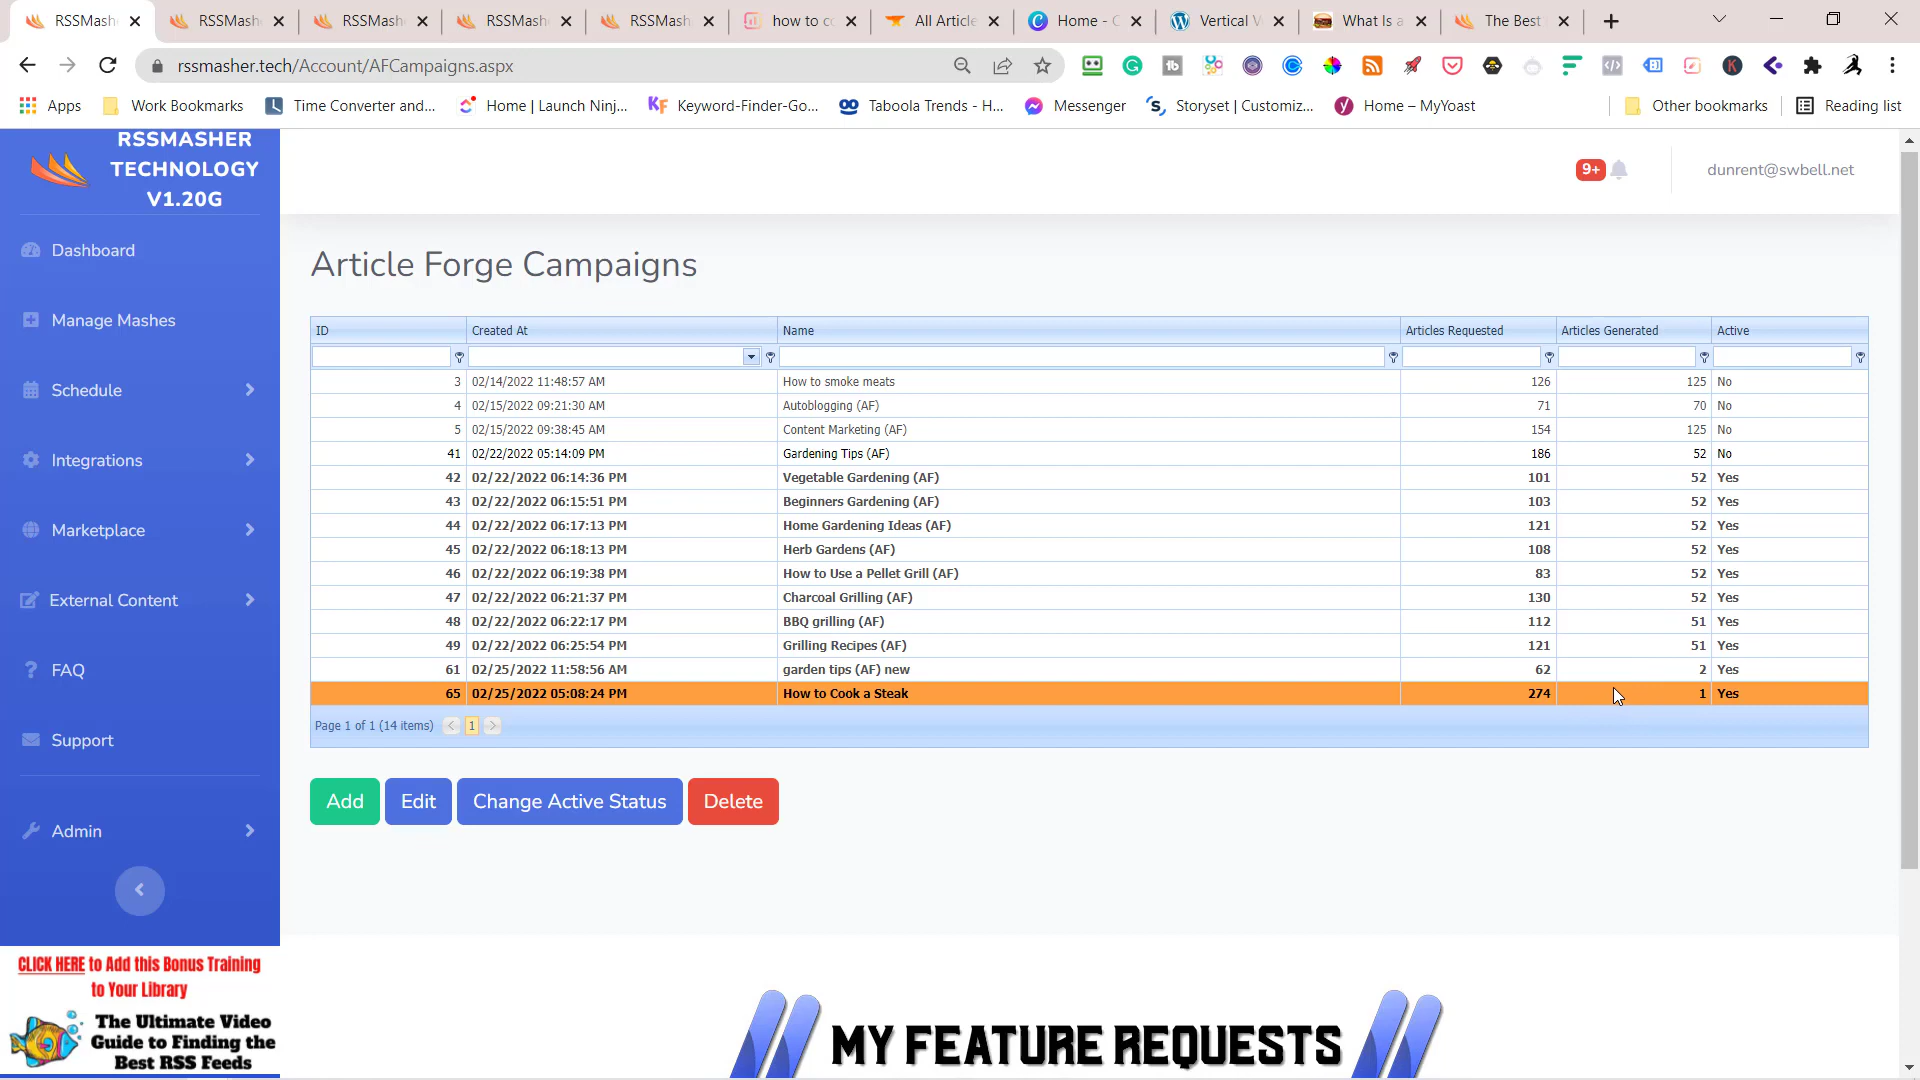 RSSMash
RSSMash
RSSMash
RSSMash
RSSMash
how to co
All Article
Home - C
Vertical V
What Is a
The Best
rssmasher.tech/Account/AFCampaigns.aspx
Apps
Work Bookmarks
Time Converter and...
Home | Launch Ninj...
Keyword-Finder-Go...
Taboola Trends - H...
Messenger
Storyset | Customiz...
Home – MyYoast
Other bookmarks
Reading list
RSSMASHER
TECHNOLOGY
V1.20G
9+
dunrent@swbell.net
Dashboard
Manage Mashes
Schedule
Integrations
Marketplace
External Content
FAQ
Support
Admin
CLICK HERE to Add this Bonus Training
to Your Library
The Ultimate Video
Guide to Finding the
Best RSS Feeds
Article Forge Campaigns
ID Created At Name Articles Requested Articles Generated Active
3 02/14/2022 11:48:57 AM How to smoke meats 126 125 No
4 02/15/2022 09:21:30 AM Autoblogging (AF) 71 70 No
5 02/15/2022 09:38:45 AM Content Marketing (AF) 154 125 No
41 02/22/2022 05:14:09 PM Gardening Tips (AF) 186 52 No
42 02/22/2022 06:14:36 PM Vegetable Gardening (AF) 101 52 Yes
43 02/22/2022 06:15:51 PM Beginners Gardening (AF) 103 52 Yes
44 02/22/2022 06:17:13 PM Home Gardening Ideas (AF) 121 52 Yes
45 02/22/2022 06:18:13 PM Herb Gardens (AF) 108 52 Yes
46 02/22/2022 06:19:38 PM How to Use a Pellet Grill (AF) 83 52 Yes
47 02/22/2022 06:21:37 PM Charcoal Grilling (AF) 130 52 Yes
48 02/22/2022 06:22:17 PM BBQ grilling (AF) 112 51 Yes
49 02/22/2022 06:25:54 PM Grilling Recipes (AF) 121 51 Yes
61 02/25/2022 11:58:56 AM garden tips (AF) new 62 2 Yes
65 02/25/2022 05:08:24 PM How to Cook a Steak 274 1 Yes
Page 1 of 1 (14 items) < 1 >
Add Edit Change Active Status Delete
MY FEATURE REQUESTS